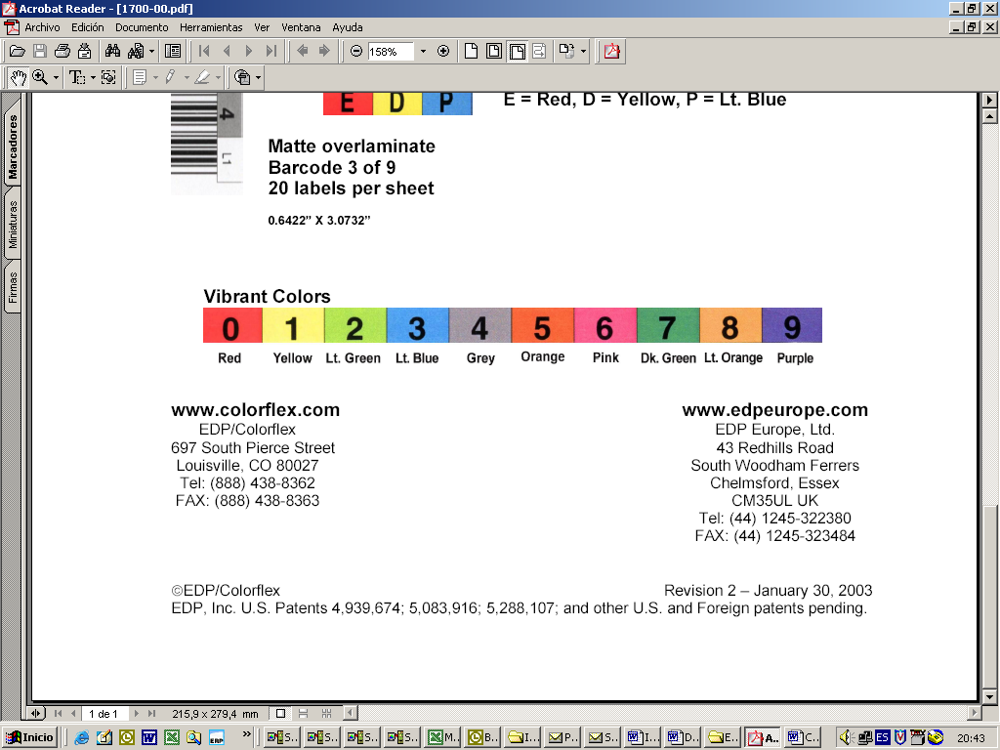 Acrobat Reader - [1700-00.pdf]
Archivo Edición Documento Herramientas Ver Ventana Ayuda
158%
Marcadores
Miniaturas
Firmas
4
L1
E D P
E = Red, D = Yellow, P = Lt. Blue
Matte overlaminate
Barcode 3 of 9
20 labels per sheet
0.6422” X 3.0732”
Vibrant Colors
0 1 2 3 4 5 6 7 8 9
Red Yellow Lt. Green Lt. Blue Grey Orange Pink Dk. Green Lt. Orange Purple
www.colorflex.com
EDP/Colorflex
697 South Pierce Street
Louisville, CO 80027
Tel: (888) 438-8362
FAX: (888) 438-8363
www.edpeurope.com
EDP Europe, Ltd.
43 Redhills Road
South Woodham Ferrers
Chelmsford, Essex
CM35UL UK
Tel: (44) 1245-322380
FAX: (44) 1245-323484
©EDP/Colorflex Revision 2 – January 30, 2003
EDP, Inc. U.S. Patents 4,939,674; 5,083,916; 5,288,107; and other U.S. and Foreign patents pending.
1 de 1 215,9 x 279,4 mm
Inicio ERP » S.. S.. S.. S.. M.. B.. I... P.. S.. I... D.. E.. A.. C.. ES 20:43